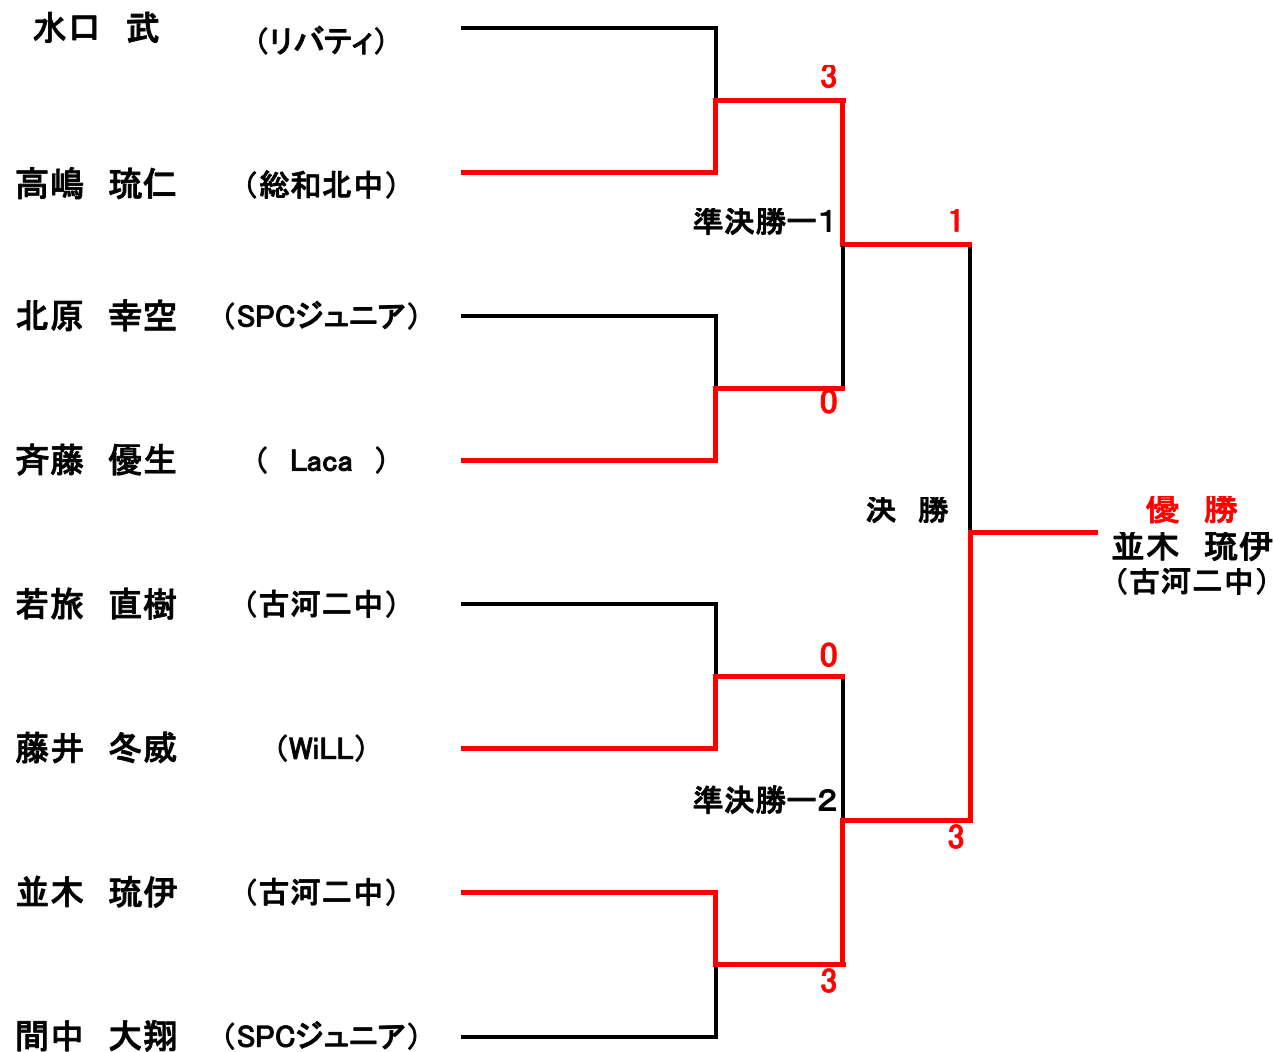 水口　武　（リバティ）
3
高嶋　琉仁　（総和北中）
準決勝－1
1
北原　幸空　（SPCジュニア）
0
斉藤　優生　（　Laca　）
決　勝
優　勝
並木　琉伊
（古河二中）
若旅　直樹　（古河二中）
0
藤井　冬威　（WiLL）
準決勝－2
3
並木　琉伊　（古河二中）
3
間中　大翔　（SPCジュニア）